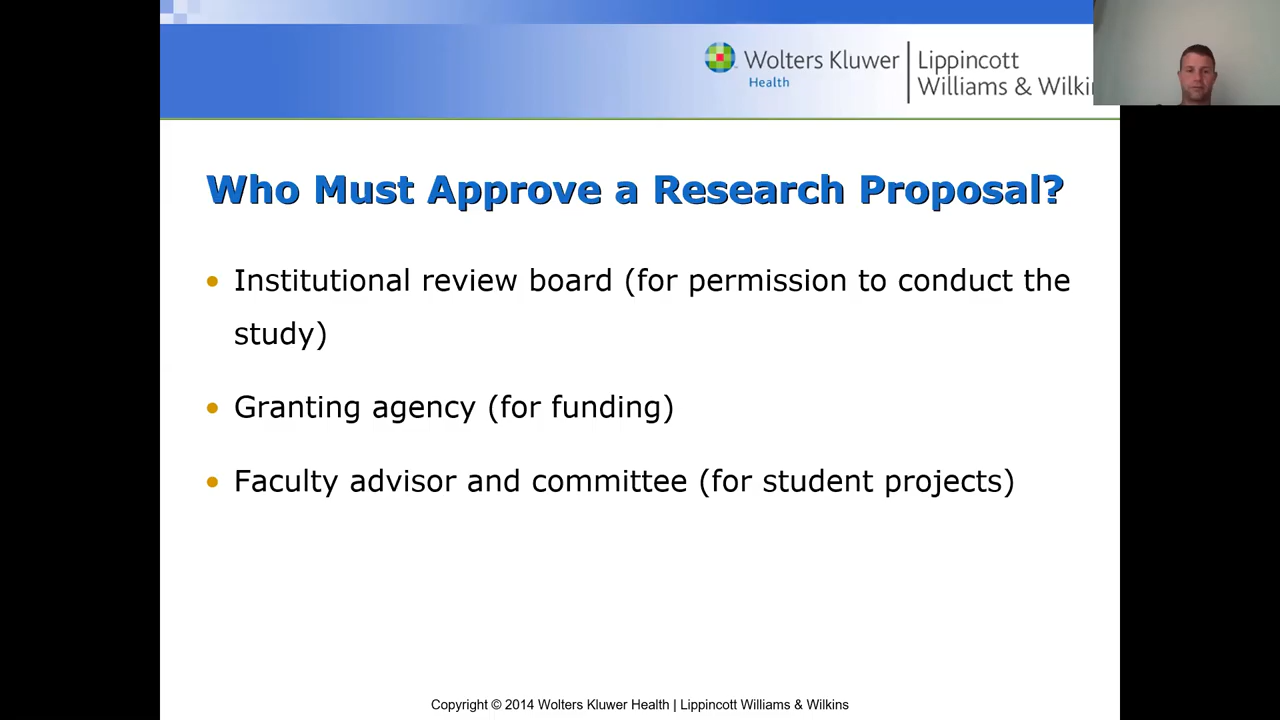 Wolters Kluwer
Health
Lippincott
Williams & Wilki
Who Must Approve a Research Proposal?
• Institutional review board (for permission to conduct the
study)
• Granting agency (for funding)
• Faculty advisor and committee (for student projects)
Copyright © 2014 Wolters Kluwer Health | Lippincott Williams & Wilkins